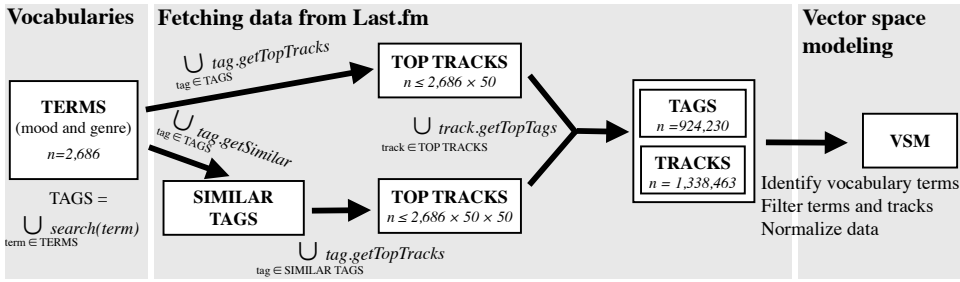 Vocabularies
Fetching data from Last.fm
Vector space
modeling
TERMS
(mood and genre)
n=2,686
TAGS =
∪ search(term)
term ∈ TERMS
∪ tag.getTopTracks
tag ∈ TAGS
∪ tag.getSimilar
tag ∈ TAGS
SIMILAR
TAGS
TOP TRACKS
n ≤ 2,686 × 50
∪ track.getTopTags
track ∈ TOP TRACKS
TOP TRACKS
n ≤ 2,686 × 50 × 50
∪ tag.getTopTracks
tag ∈ SIMILAR TAGS
TAGS
n =924,230
TRACKS
n = 1,338,463
VSM
Identify vocabulary terms
Filter terms and tracks
Normalize data